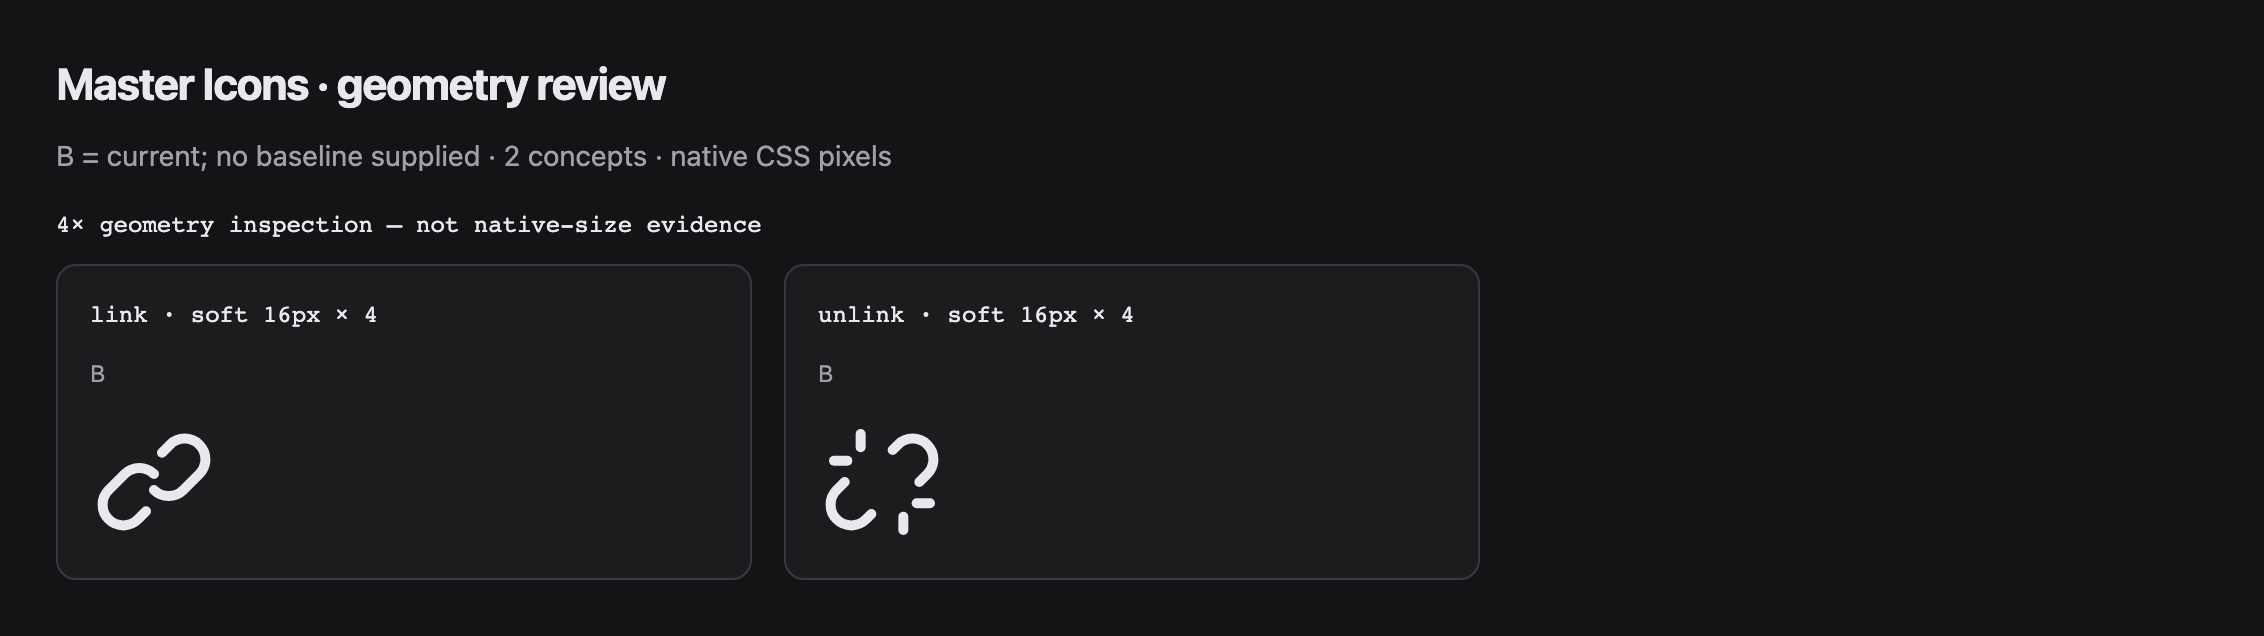 Master Icons · geometry review
B = current; no baseline supplied · 2 concepts · native CSS pixels
4× geometry inspection — not native-size evidence
link · soft 16px × 4
B
unlink · soft 16px × 4
B